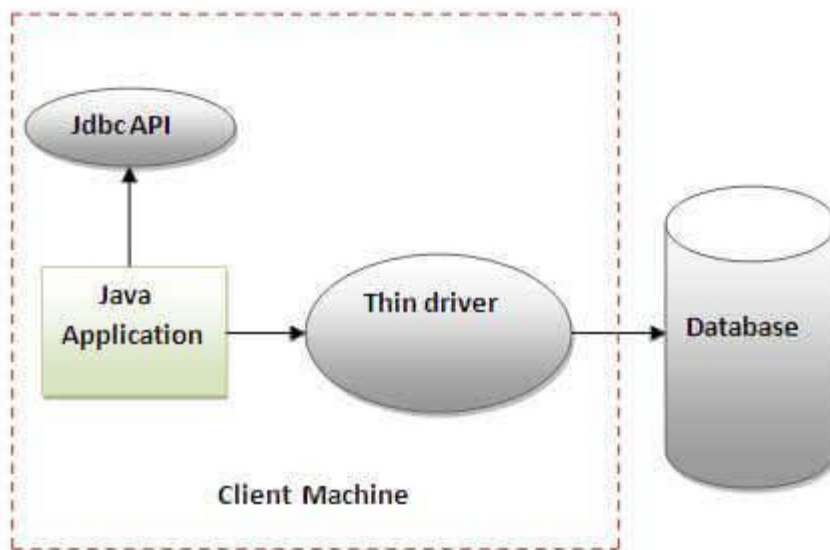 Jdbc API
Java
Application
Thin driver
Database
Client Machine